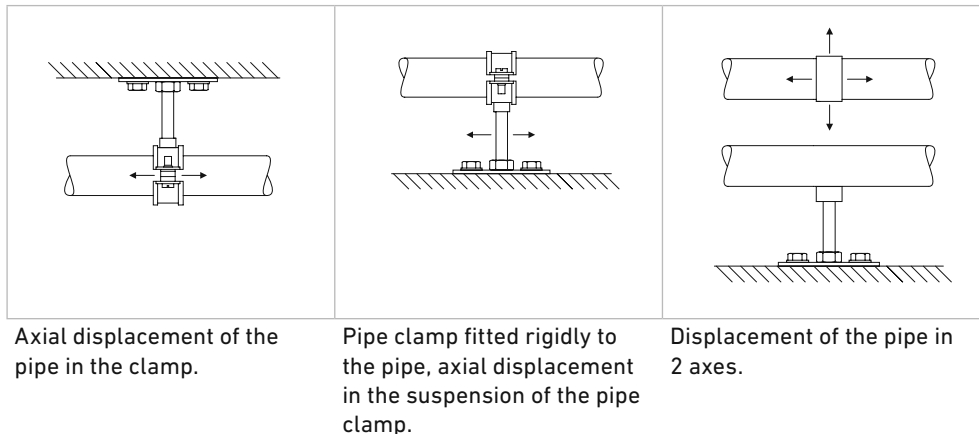 Axial displacement of the
pipe in the clamp.
Pipe clamp fitted rigidly to
the pipe, axial displacement
in the suspension of the pipe
clamp.
Displacement of the pipe in
2 axes.